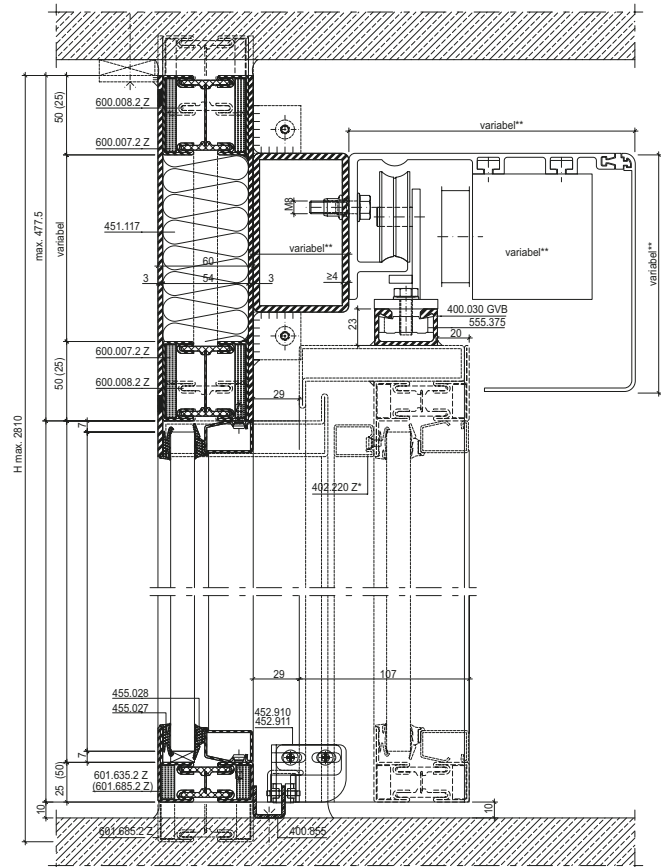 50 (25)
600.008.2 Z
600.007.2 Z
variabel**
max. 477.5
variabel
451.117
M8
variabel**
variabel**
variabel**
60
3
54
3
≥4
400.030 GVB
555.375
23
20
600.007.2 Z
600.008.2 Z
50 (25)
29
7
H max. 2810
402.220 Z*
29
107
455.028
455.027
452.910
452.911
7
601.635.2 Z
(601.685.2 Z)
25 (50)
10
10
601.685.2 Z
400.855